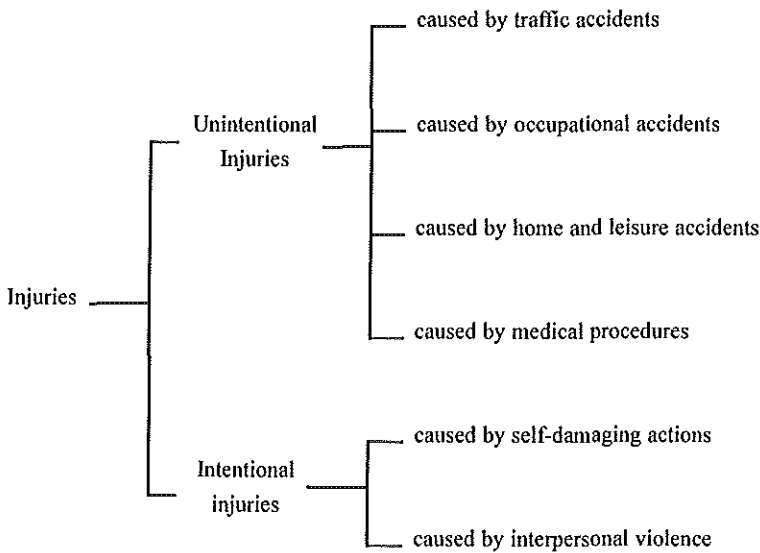 caused by traffic accidents
Unintentional
Injuries
caused by occupational accidents
caused by home and leisure accidents
Injuries
caused by medical procedures
caused by self-damaging actions
Intentional
injuries
caused by interpersonal violence